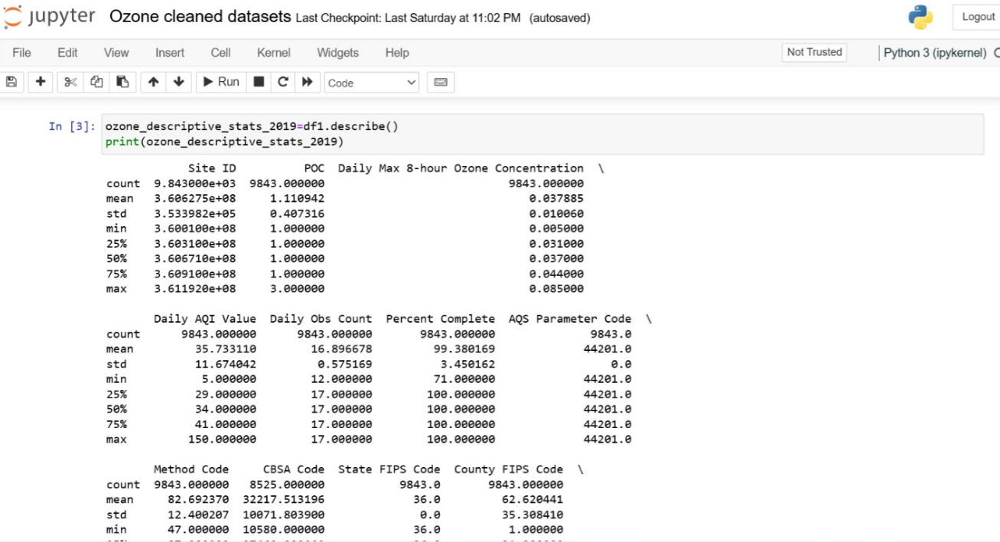 jupyter Ozone cleaned datasets Last Checkpoint: Last Saturday at 11:02 PM (autosaved) Logout
File Edit View Insert Cell Kernel Widgets Help Not Trusted Python 3 (ipykernel)
Run Code
In [3]: ozone_descriptive_stats_2019=df1.describe()
print(ozone_descriptive_stats_2019)
Site ID POC Daily Max 8-hour Ozone Concentration \
count 9.843000e+03 9843.000000 9843.000000
mean 3.606275e+08 1.110942 0.037885
std 3.533982e+05 0.407316 0.010060
min 3.600100e+08 1.000000 0.005000
25% 3.603100e+08 1.000000 0.031000
50% 3.606710e+08 1.000000 0.037000
75% 3.609100e+08 1.000000 0.044000
max 3.611920e+08 3.000000 0.085000
Daily AQI Value Daily Obs Count Percent Complete AQS Parameter Code \
count 9843.000000 9843.000000 9843.000000 9843.0
mean 35.733110 16.896678 99.380169 44201.0
std 11.674042 0.575169 3.450162 0.0
min 5.000000 12.000000 71.000000 44201.0
25% 29.000000 17.000000 100.000000 44201.0
50% 34.000000 17.000000 100.000000 44201.0
75% 41.000000 17.000000 100.000000 44201.0
max 150.000000 17.000000 100.000000 44201.0
Method Code CBSA Code State FIPS Code County FIPS Code \
count 9843.000000 8525.000000 9843.0 9843.000000
mean 82.692370 32217.513196 36.0 62.620441
std 12.400207 10071.803900 0.0 35.308410
min 47.000000 10580.000000 36.0 1.000000